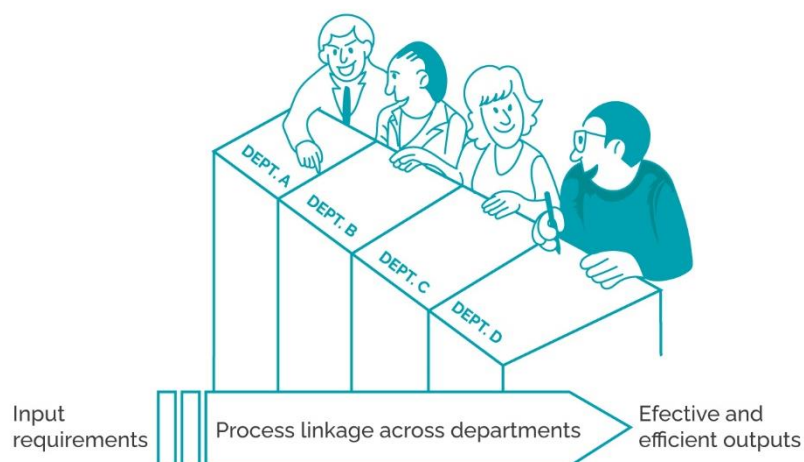 DEPT. A
DEPT. B
DEPT. C
DEPT. D
Input
requirements
Process linkage across departments
Efective and
efficient outputs